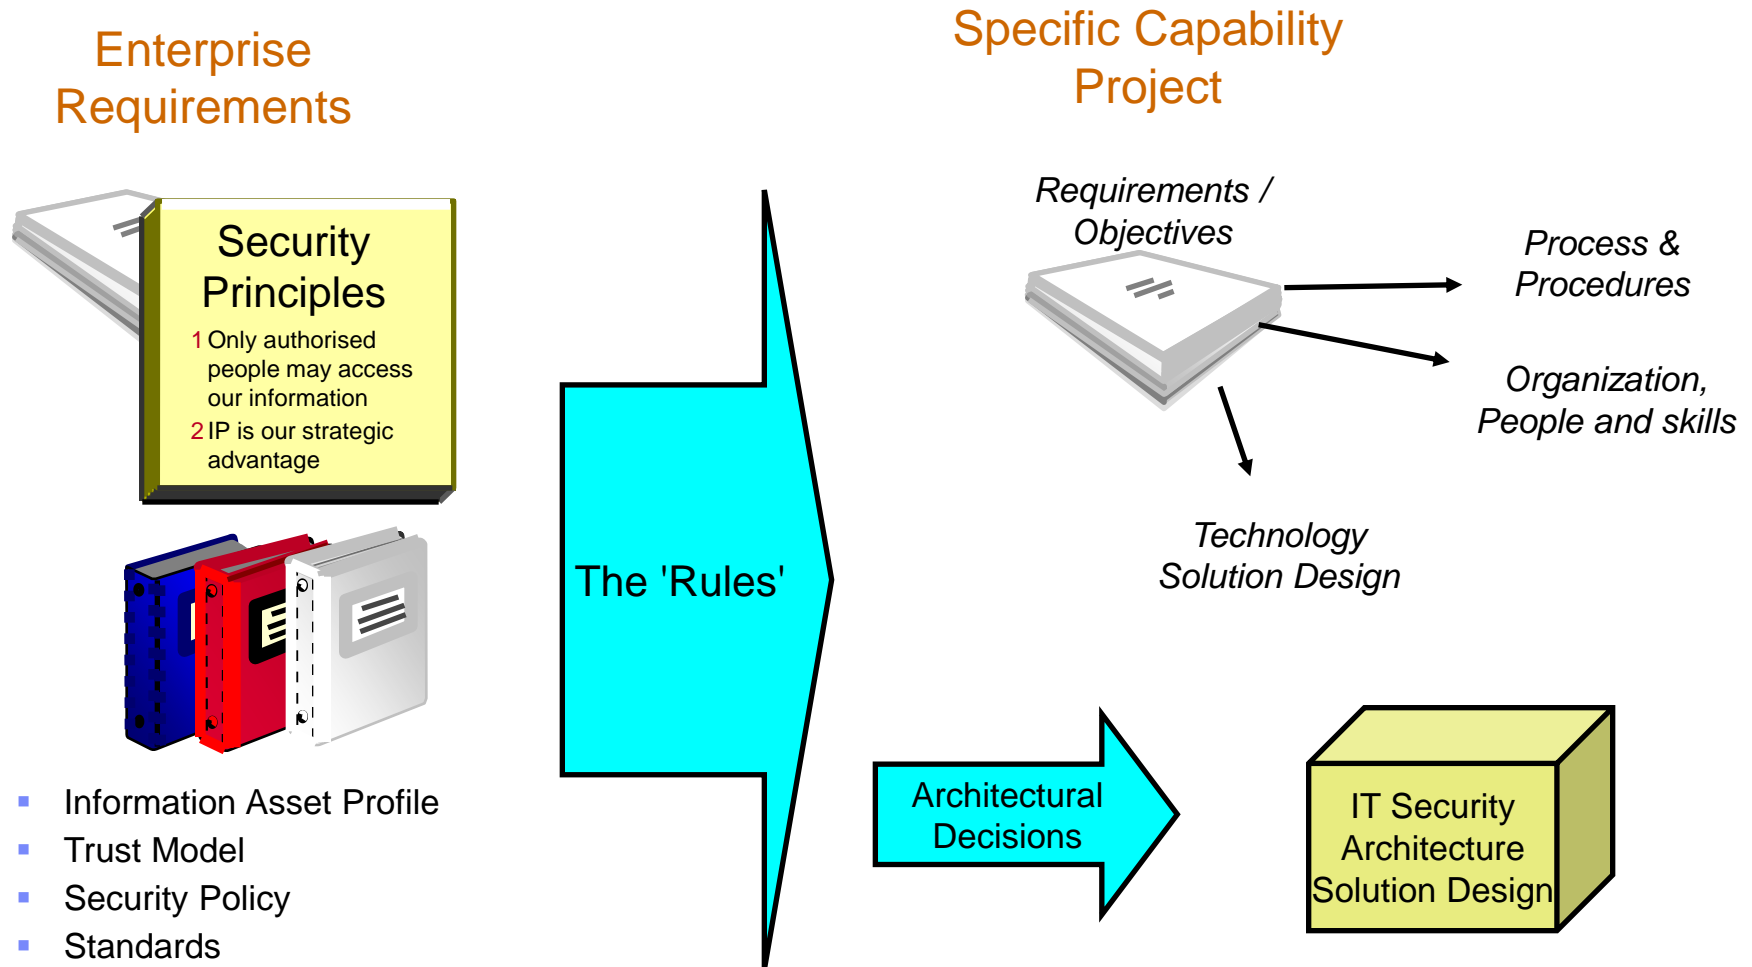 Enterprise
Requirements
Specific Capability
Project
Security
Principles
1 Only authorised
people may access
our information
2 IP is our strategic
advantage
Information Asset Profile
Trust Model
Security Policy
Standards
The 'Rules'
Requirements /
Objectives
Process &
Procedures
Organization,
People and skills
Technology
Solution Design
Architectural
Decisions
IT Security
Architecture
Solution Design